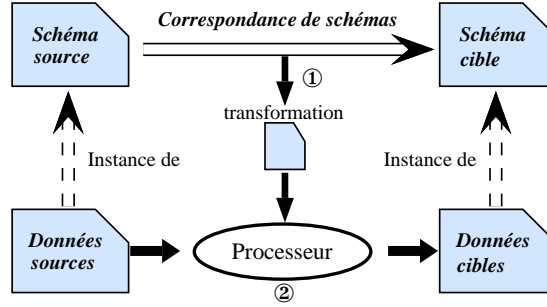 Correspondance de schémas
Schéma
source
Schéma
cible
①
transformation
Instance de
Instance de
Données
sources
Processeur
Données
cibles
②